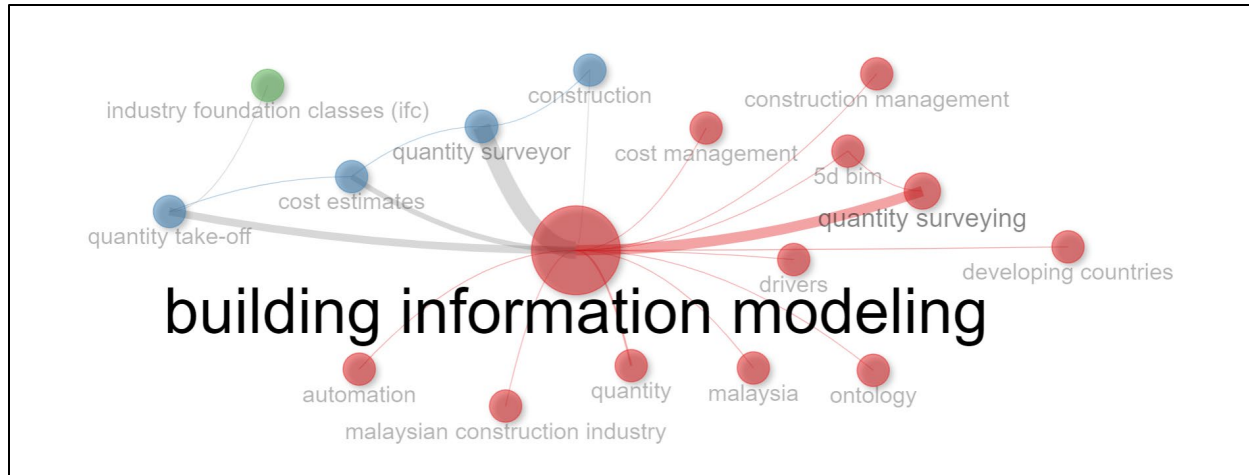 industry foundation classes (ifc)
construction
construction management
quantity surveyor
cost management
5d bim
cost estimates
quantity take-off
quantity surveying
drivers
developing countries
building information modeling
automation
quantity
malaysia
ontology
malaysian construction industry